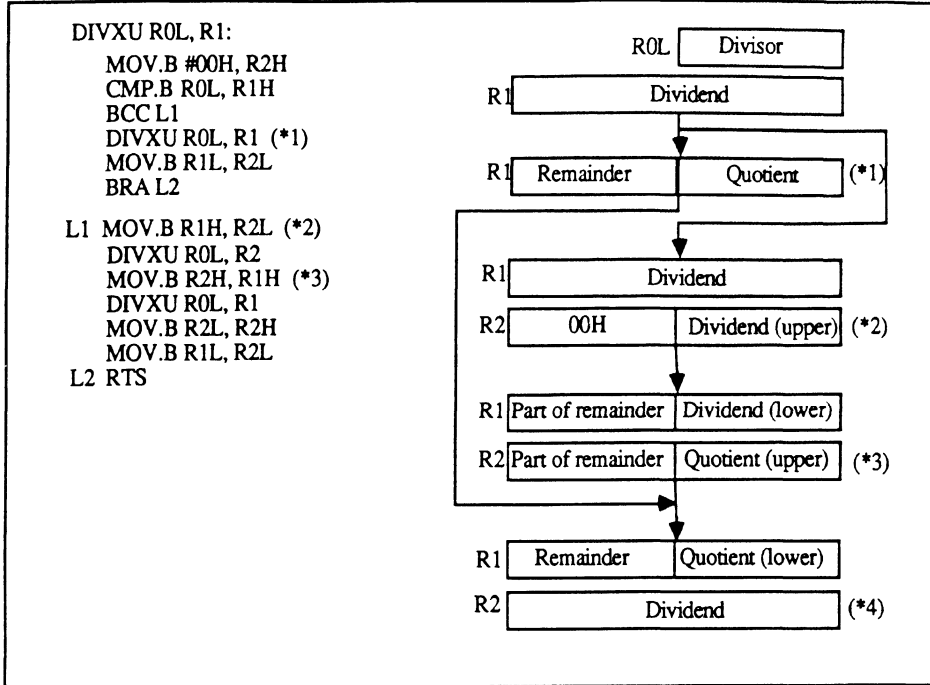 DIVXU R0L, R1:
MOV.B #00H, R2H
CMP.B R0L, R1H
BCC L1
DIVXU R0L, R1 (*1)
MOV.B R1L, R2L
BRA L2
L1 MOV.B R1H, R2L (*2)
DIVXU R0L, R2
MOV.B R2H, R1H (*3)
DIVXU R0L, R1
MOV.B R2L, R2H
MOV.B R1L, R2L
L2 RTS
R0L Divisor
R1 Dividend
R1 Remainder Quotient (*1)
R1 Dividend
R2 00H Dividend (upper) (*2)
R1 Part of remainder Dividend (lower)
R2 Part of remainder Quotient (upper) (*3)
R1 Remainder Quotient (lower)
R2 Dividend (*4)